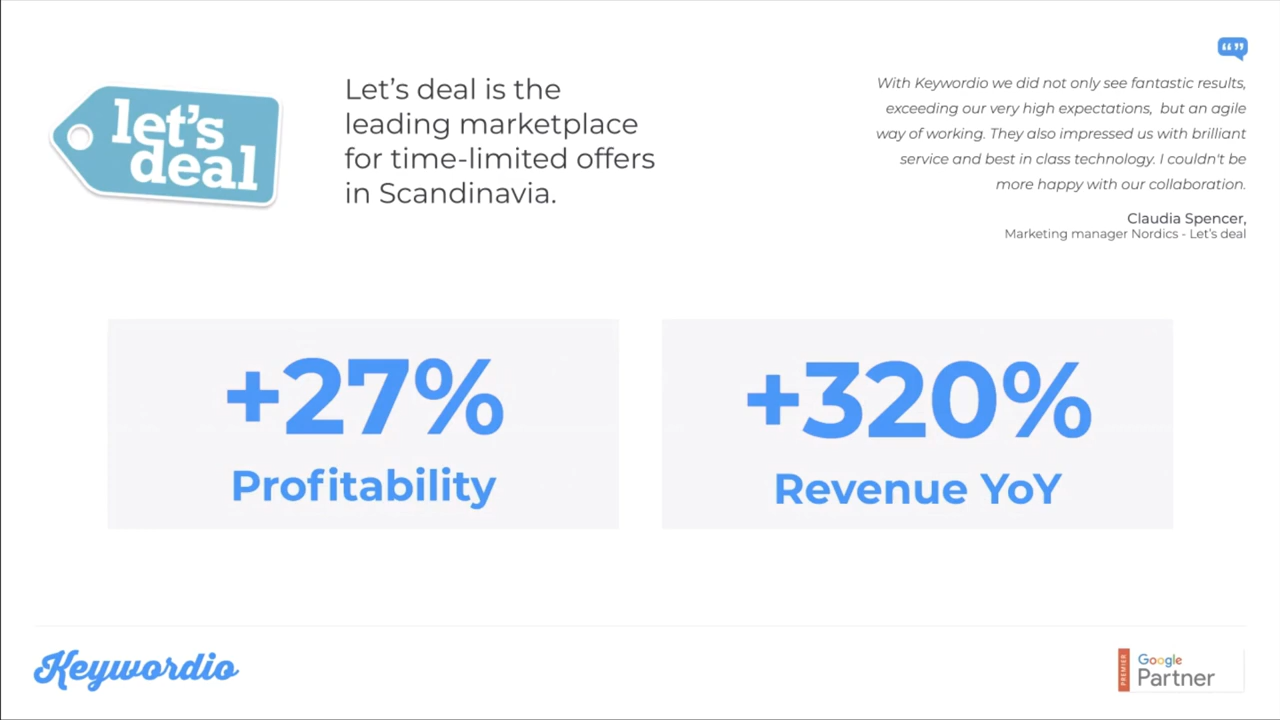 let's
deal
Let's deal is the
leading marketplace
for time-limited offers
in Scandinavia.
“”
With Keywordio we did not only see fantastic results,
exceeding our very high expectations,  but an agile
way of working. They also impressed us with brilliant
service and best in class technology. I couldn't be
more happy with our collaboration.
Claudia Spencer,
Marketing manager Nordics - Let's deal
+27%
Profitability
+320%
Revenue YoY
Keywordio
PREMIER
Google
Partner